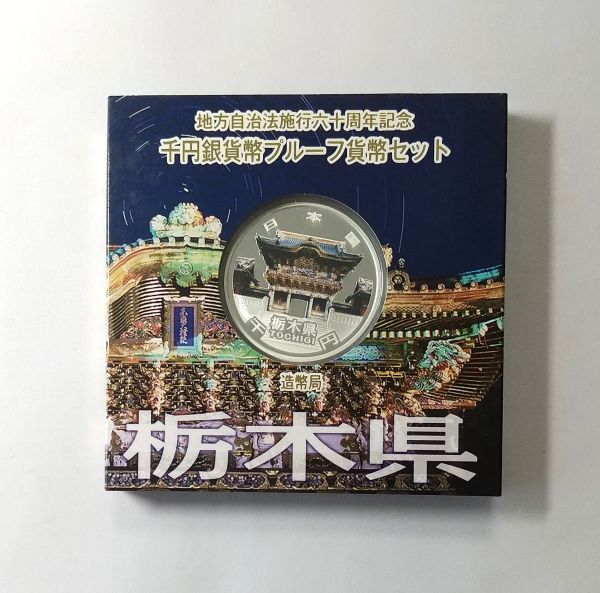 地方自治法施行六十周年記念
千円銀貨幣プルーフ貨幣セット
日本国
栃木県
TOCHIGI
千円
造幣局
栃木県